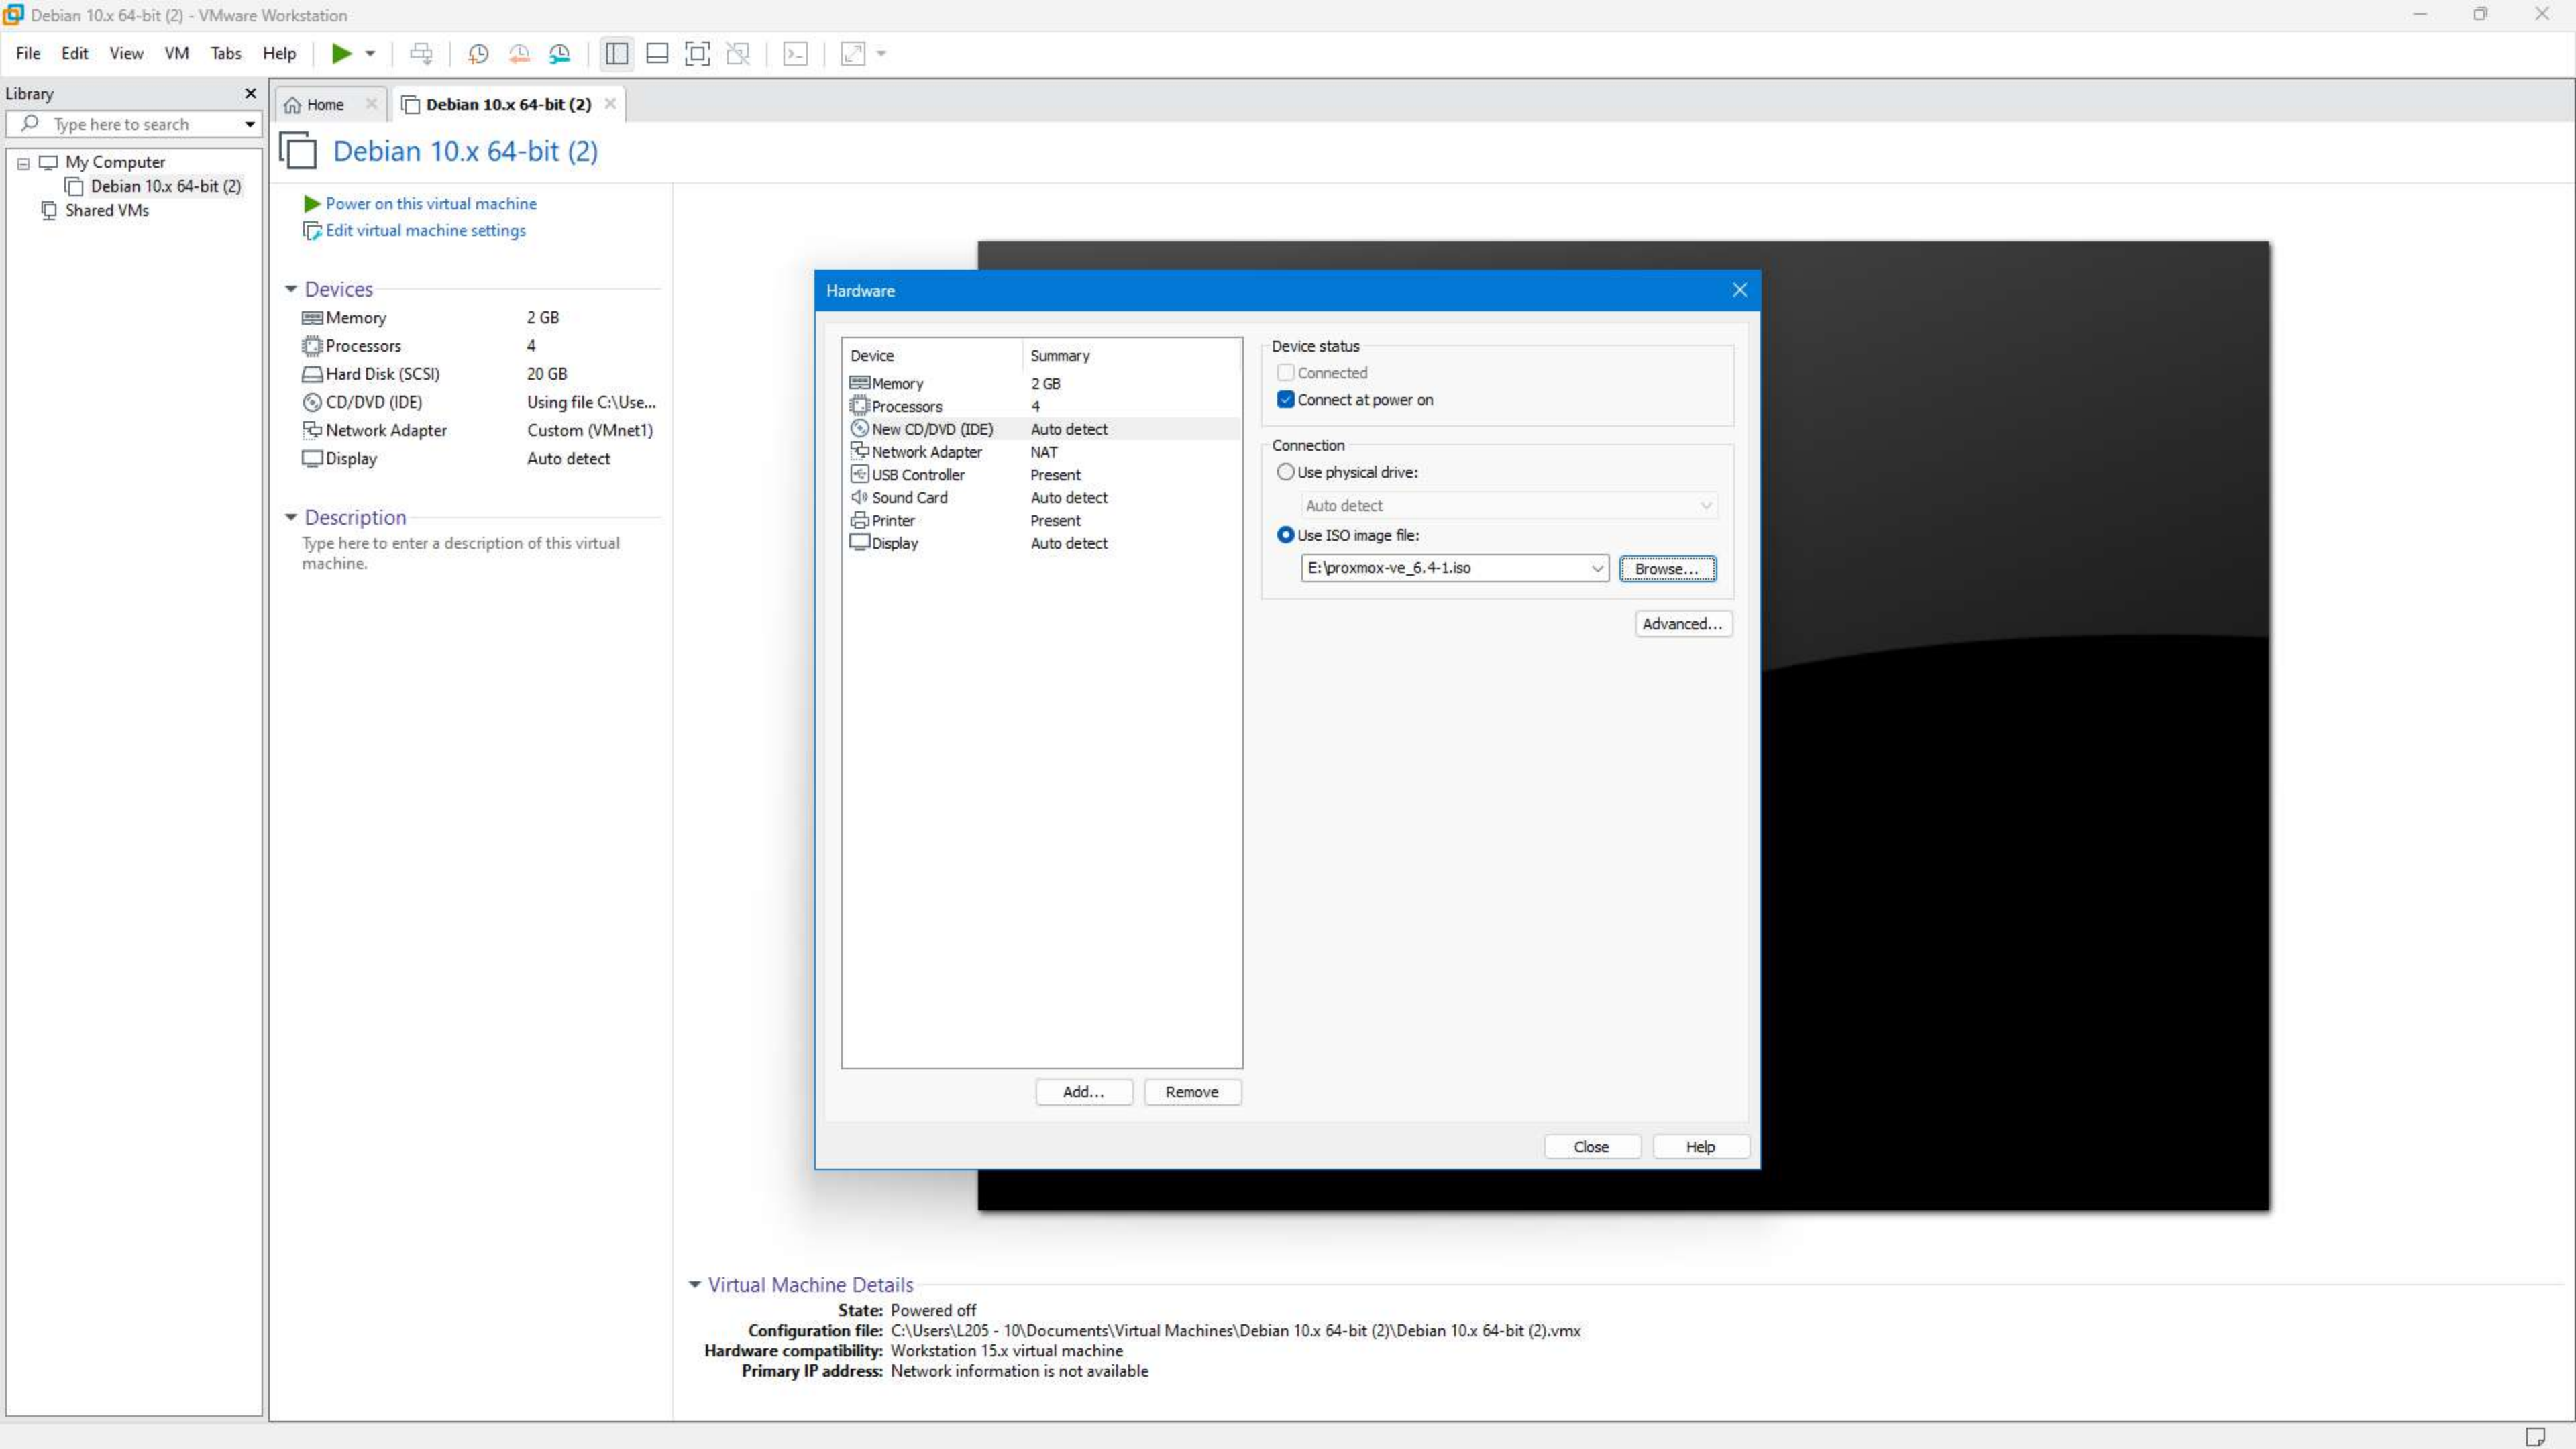 Debian 10.x 64-bit (2) - VMware Workstation
File Edit View VM Tabs Help
Library
Type here to search
My Computer
Debian 10.x 64-bit (2)
Shared VMs
Home
Debian 10.x 64-bit (2)
Debian 10.x 64-bit (2)
Power on this virtual machine
Edit virtual machine settings
Devices
Memory 2 GB
Processors 4
Hard Disk (SCSI) 20 GB
CD/DVD (IDE) Using file C:\Use...
Network Adapter Custom (VMnet1)
Display Auto detect
Description
Type here to enter a description of this virtual
machine.
Hardware
Device Summary
Memory 2 GB
Processors 4
New CD/DVD (IDE) Auto detect
Network Adapter NAT
USB Controller Present
Sound Card Auto detect
Printer Present
Display Auto detect
Add...
Remove
Device status
Connected
Connect at power on
Connection
Use physical drive:
Auto detect
Use ISO image file:
E:\proxmox-ve_6.4-1.iso
Browse...
Advanced...
Close
Help
Virtual Machine Details
State: Powered off
Configuration file: C:\Users\L205 - 10\Documents\Virtual Machines\Debian 10.x 64-bit (2)\Debian 10.x 64-bit (2).vmx
Hardware compatibility: Workstation 15.x virtual machine
Primary IP address: Network information is not available